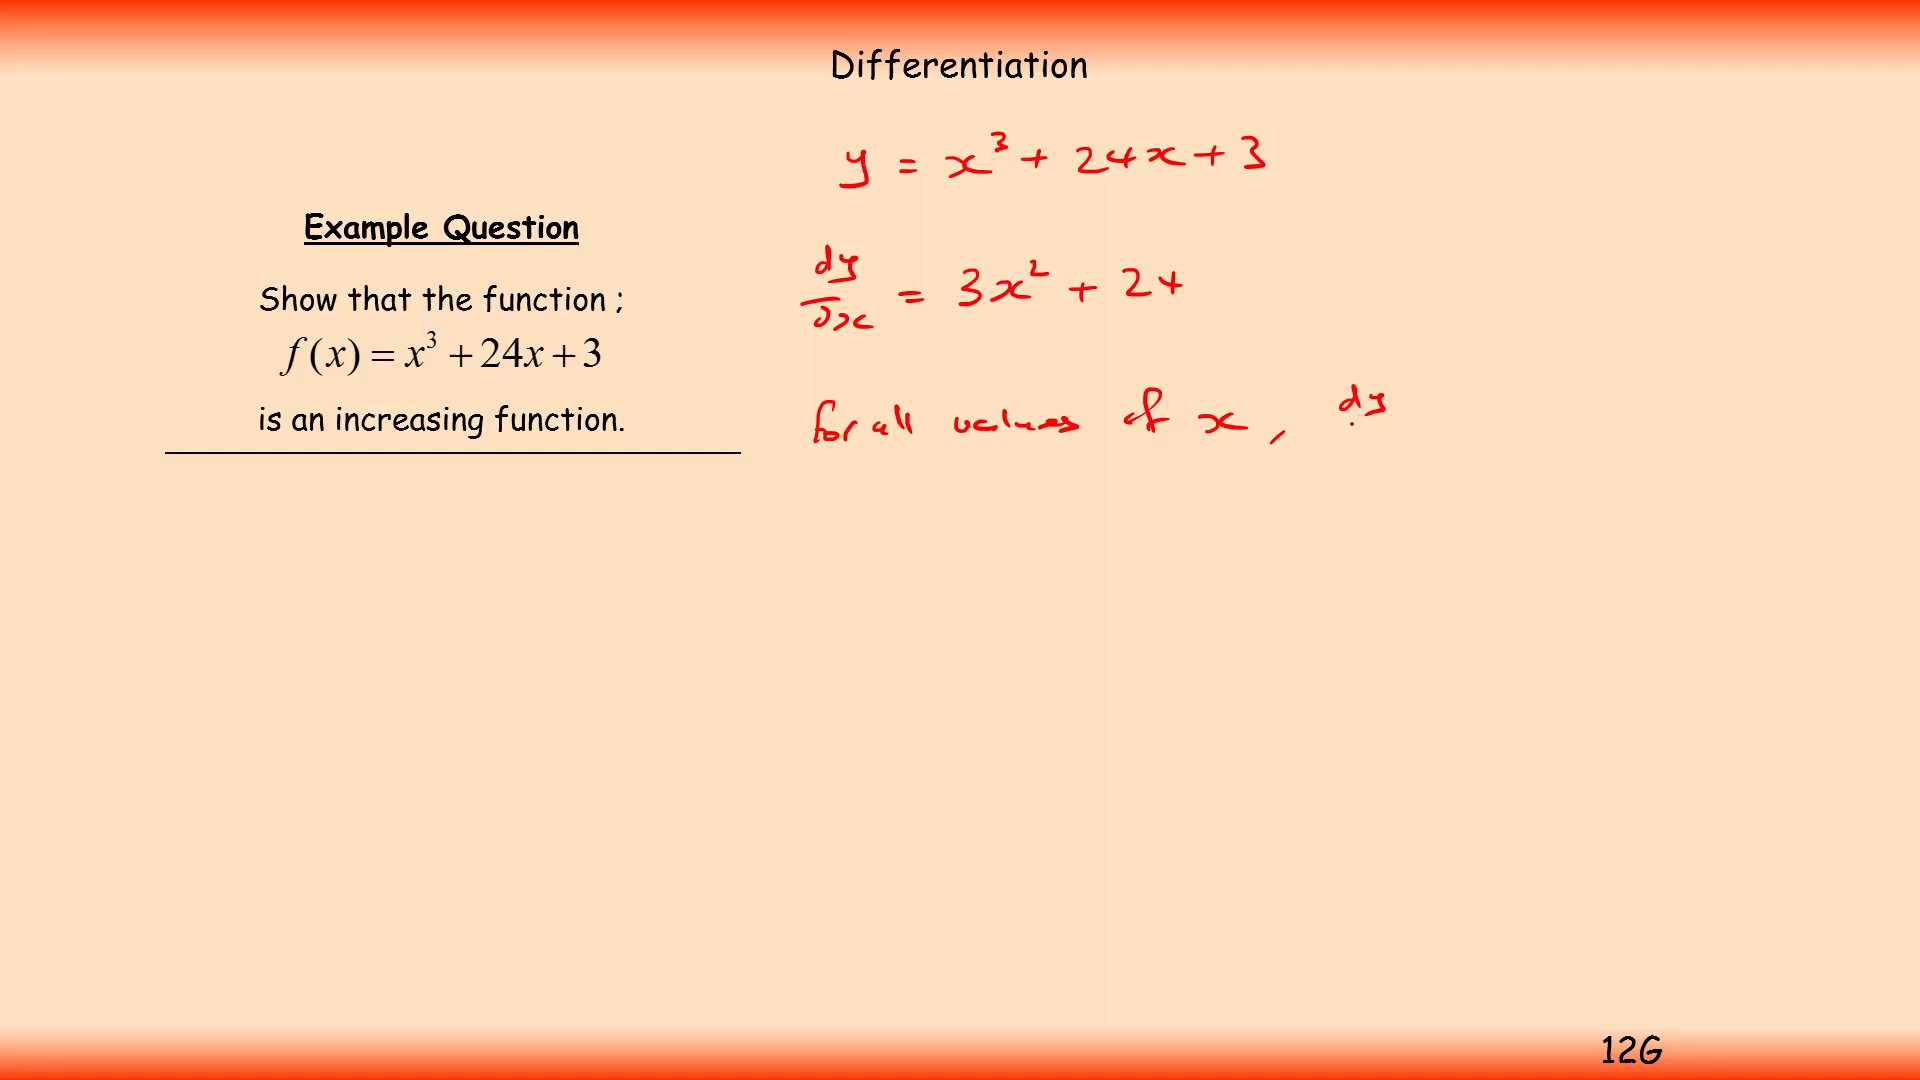 Differentiation
Example Question
Show that the function ;
f(x) = x³ + 24x + 3
is an increasing function.
y = x³ + 24x + 3
dy/dx = 3x² + 24
for all values of x, dy
12G